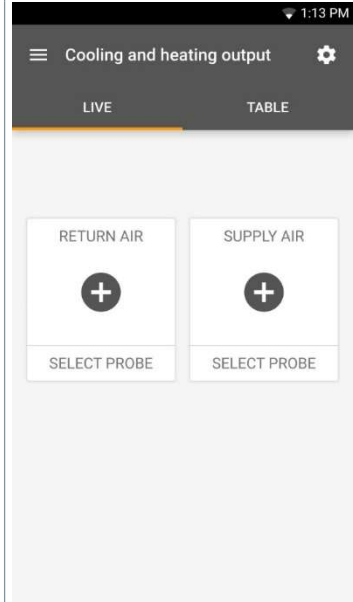 1:13 PM
Cooling and heating output
LIVE TABLE
RETURN AIR SUPPLY AIR
SELECT PROBE SELECT PROBE